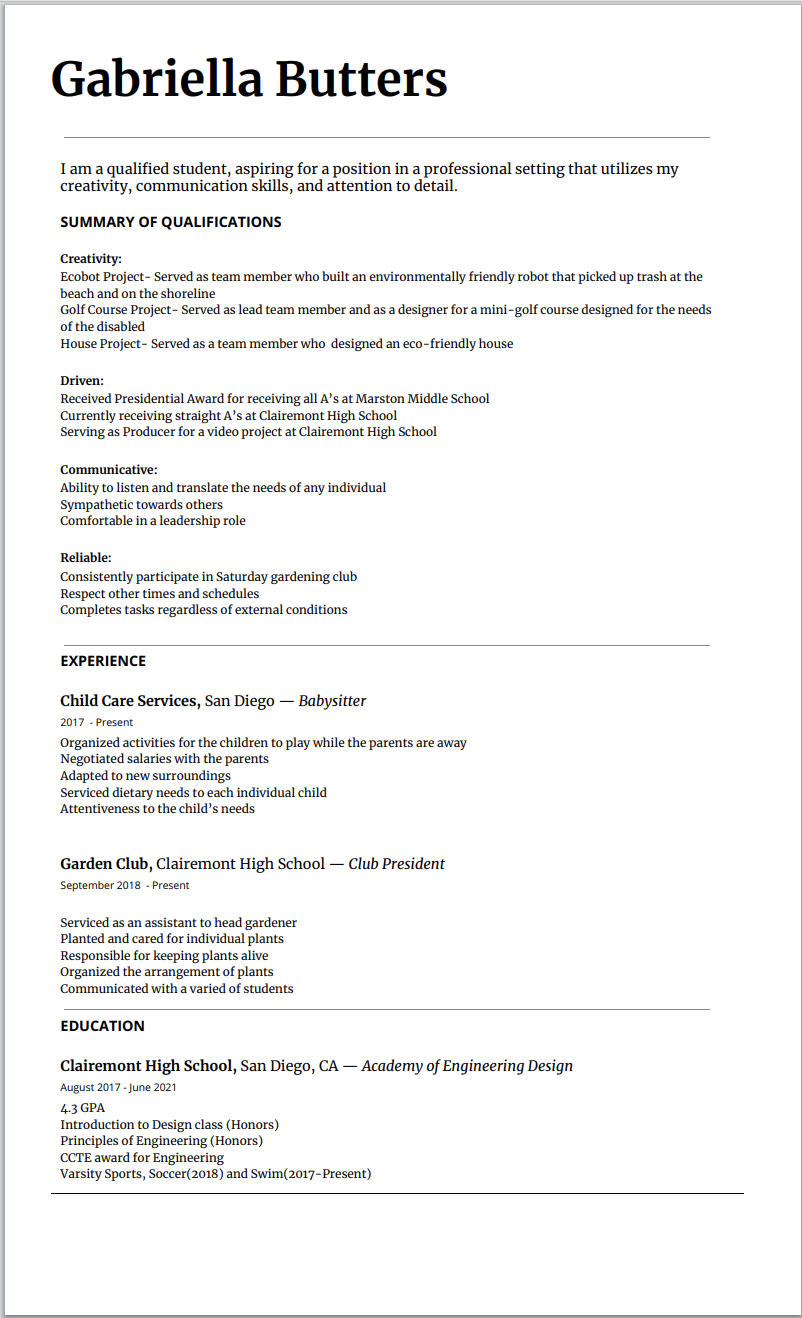 Gabriella Butters
I am a qualified student, aspiring for a position in a professional setting that utilizes my
creativity, communication skills, and attention to detail.
SUMMARY OF QUALIFICATIONS
Creativity:
Ecobot Project- Served as team member who built an environmentally friendly robot that picked up trash at the
beach and on the shoreline
Golf Course Project- Served as lead team member and as a designer for a mini-golf course designed for the needs
of the disabled
House Project- Served as a team member who  designed an eco-friendly house
Driven:
Received Presidential Award for receiving all A’s at Marston Middle School
Currently receiving straight A’s at Clairemont High School
Serving as Producer for a video project at Clairemont High School
Communicative:
Ability to listen and translate the needs of any individual
Sympathetic towards others
Comfortable in a leadership role
Reliable:
Consistently participate in Saturday gardening club
Respect other times and schedules
Completes tasks regardless of external conditions
EXPERIENCE
Child Care Services, San Diego — Babysitter
2017  - Present
Organized activities for the children to play while the parents are away
Negotiated salaries with the parents
Adapted to new surroundings
Serviced dietary needs to each individual child
Attentiveness to the child’s needs
Garden Club, Clairemont High School — Club President
September 2018  - Present
Serviced as an assistant to head gardener
Planted and cared for individual plants
Responsible for keeping plants alive
Organized the arrangement of plants
Communicated with a varied of students
EDUCATION
Clairemont High School, San Diego, CA — Academy of Engineering Design
August 2017 - June 2021
4.3 GPA
Introduction to Design class (Honors)
Principles of Engineering (Honors)
CCTE award for Engineering
Varsity Sports, Soccer(2018) and Swim(2017-Present)